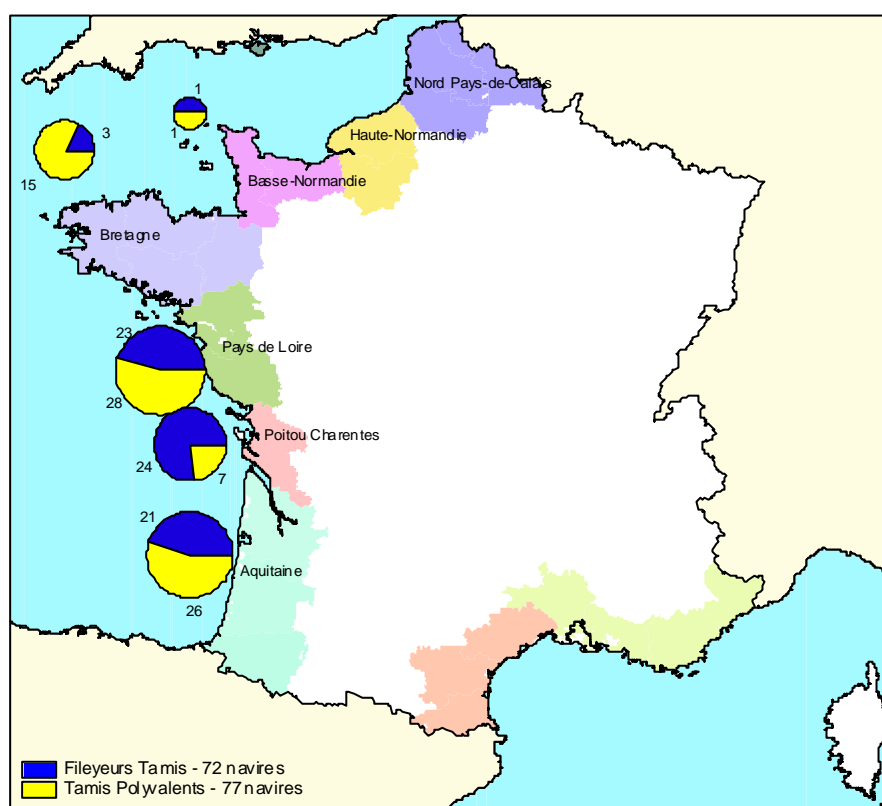 Nord Pays-de-Calais
1
3
1
Haute-Normandie
15
Basse-Normandie
Bretagne
23
Pays de Loire
28
Poitou Charentes
24
7
21
Aquitaine
26
Fileyeurs Tamis - 72 navires
Tamis Polyvalents - 77 navires